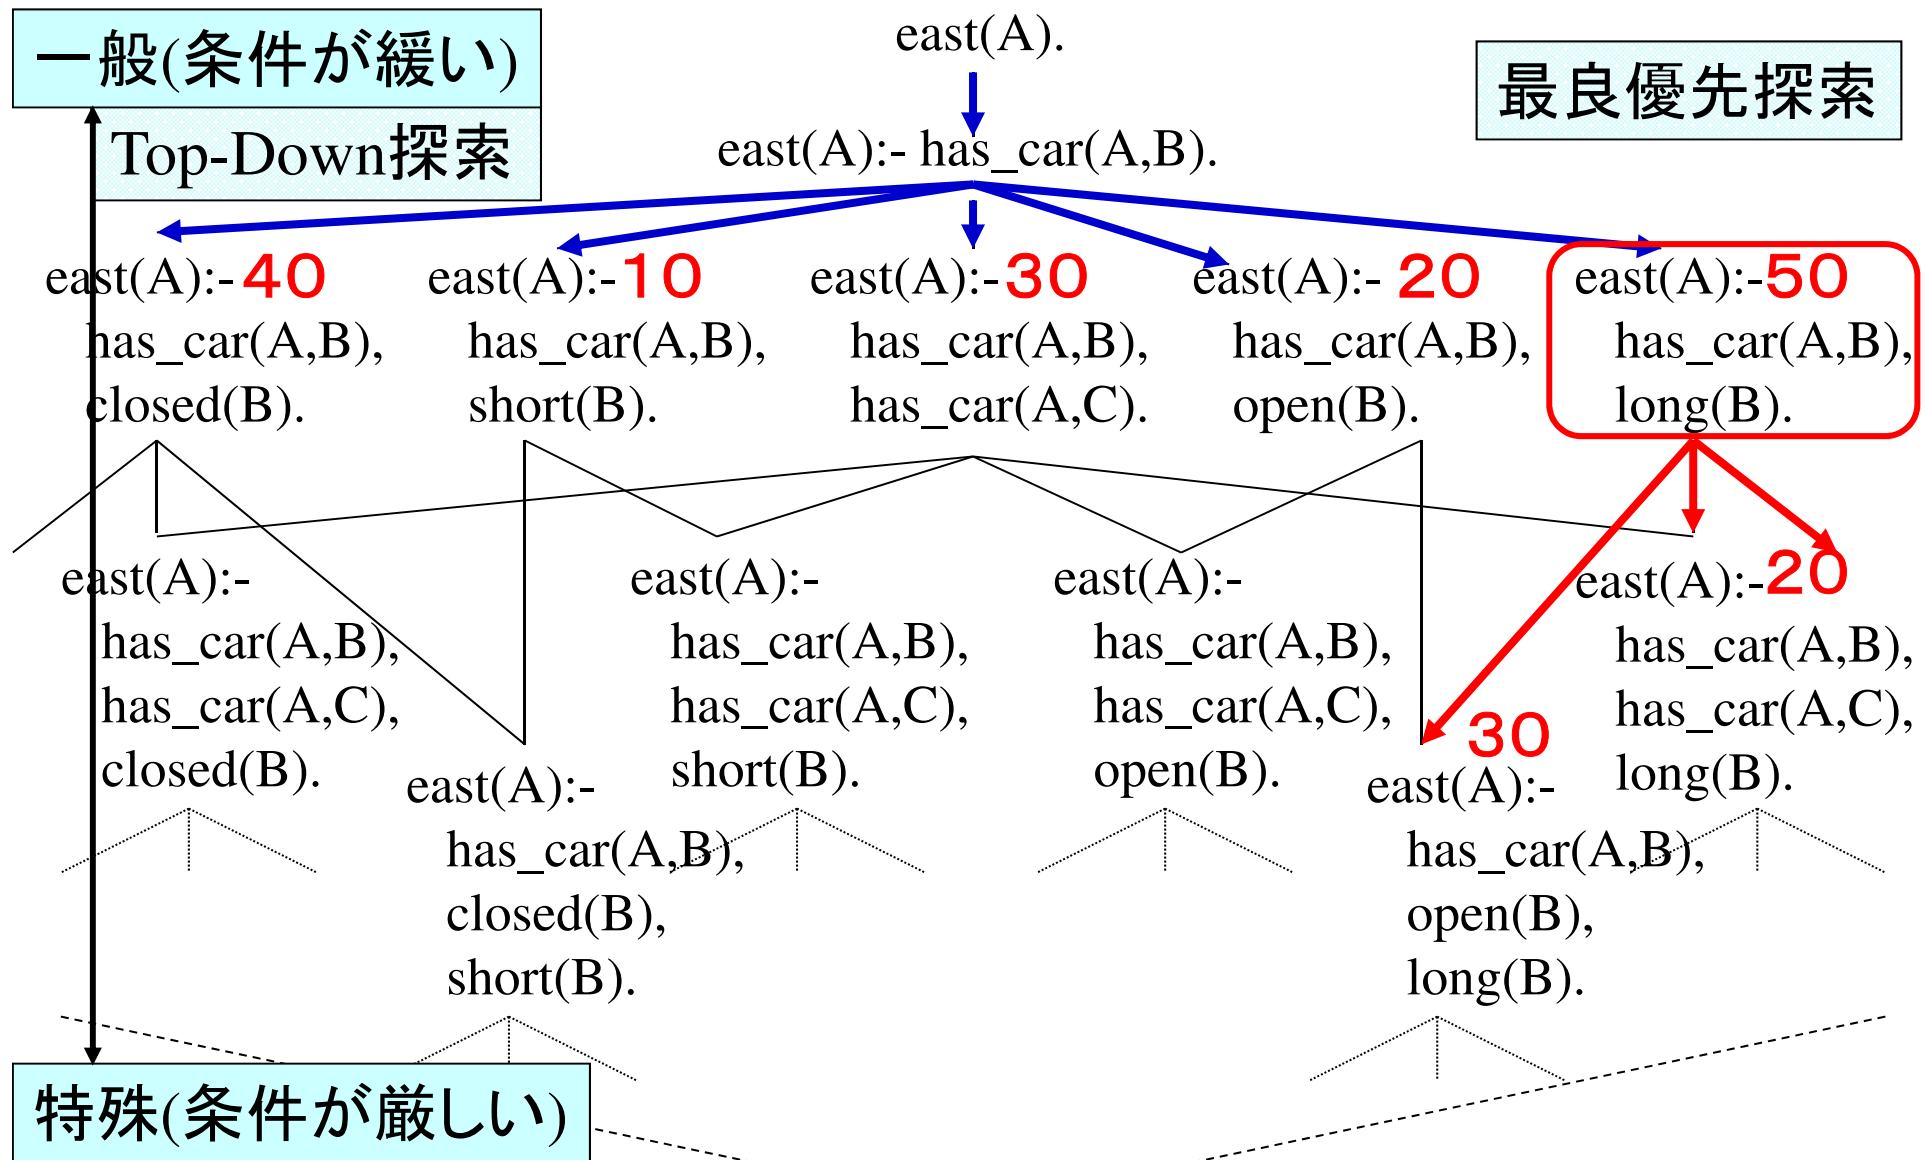 一般(条件が緩い)
Top-Down探索
east(A).
最良優先探索
east(A):- has_car(A,B).
east(A):-40
has_car(A,B),
closed(B).
east(A):-10
has_car(A,B),
short(B).
east(A):-30
has_car(A,B),
has_car(A,C).
east(A):- 20
has_car(A,B),
open(B).
east(A):-50
has_car(A,B),
long(B).
east(A):-
has_car(A,B),
has_car(A,C),
closed(B).
east(A):-
has_car(A,B),
closed(B),
short(B).
east(A):-
has_car(A,B),
has_car(A,C),
short(B).
east(A):-
has_car(A,B),
has_car(A,C),
open(B).
30
east(A):-
has_car(A,B),
open(B),
long(B).
east(A):-20
has_car(A,B),
has_car(A,C),
long(B).
特殊(条件が厳しい)